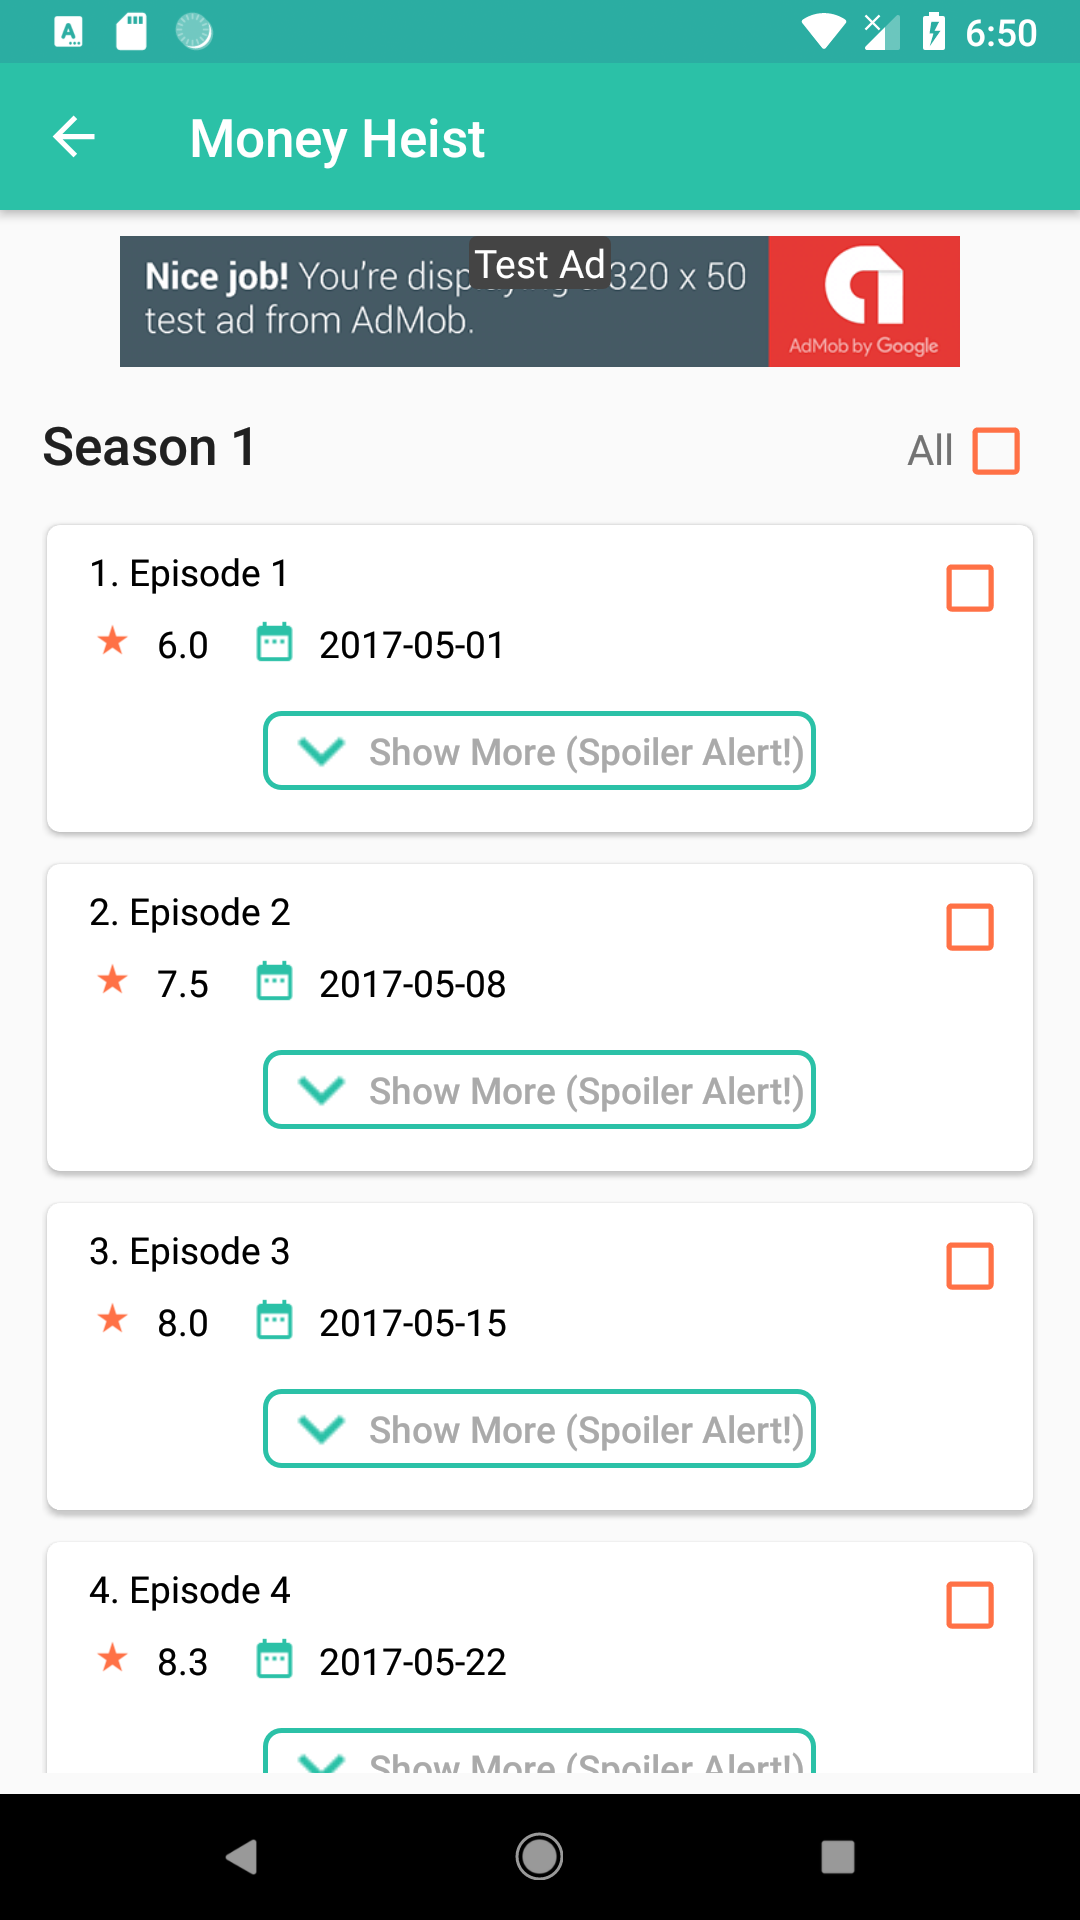 6:50
Money Heist
Test Ad
Nice job! You're disp 320 x 50
test ad from AdMob.
AdMob by Google
Season 1
All
1. Episode 1
6.0 2017-05-01
Show More (Spoiler Alert!)
2. Episode 2
7.5 2017-05-08
Show More (Spoiler Alert!)
3. Episode 3
8.0 2017-05-15
Show More (Spoiler Alert!)
4. Episode 4
8.3 2017-05-22
Show More (Spoiler Alert!)